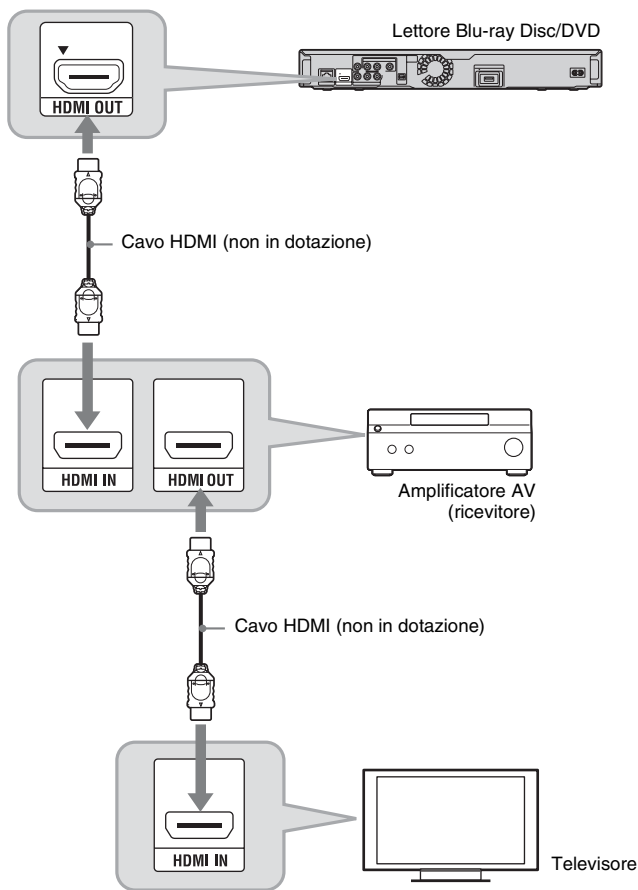 Lettore Blu-ray Disc/DVD
HDMI OUT
Cavo HDMI (non in dotazione)
HDMI IN
HDMI OUT
Amplificatore AV
(ricevitore)
Cavo HDMI (non in dotazione)
HDMI IN
Televisore